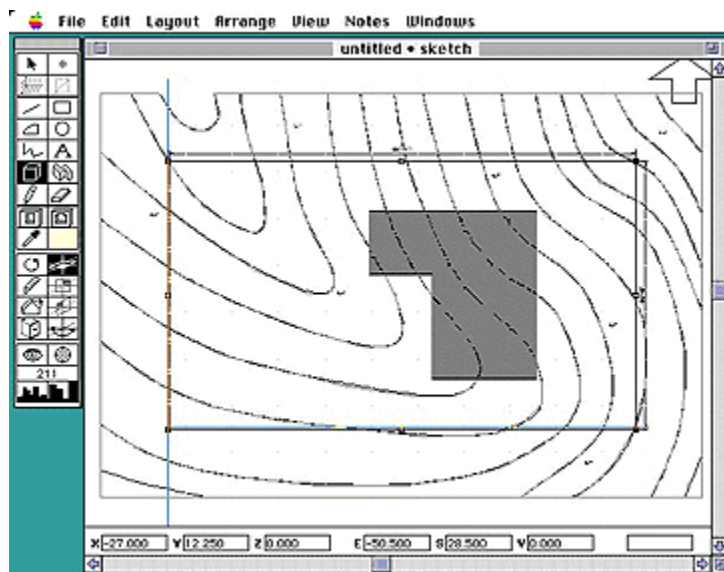 File Edit Layout Arrange View Notes Windows
untitled • sketch
A
211
X -27.000 Y 12.250 Z 0.000 E -50.500 S 28.500 V 0.000